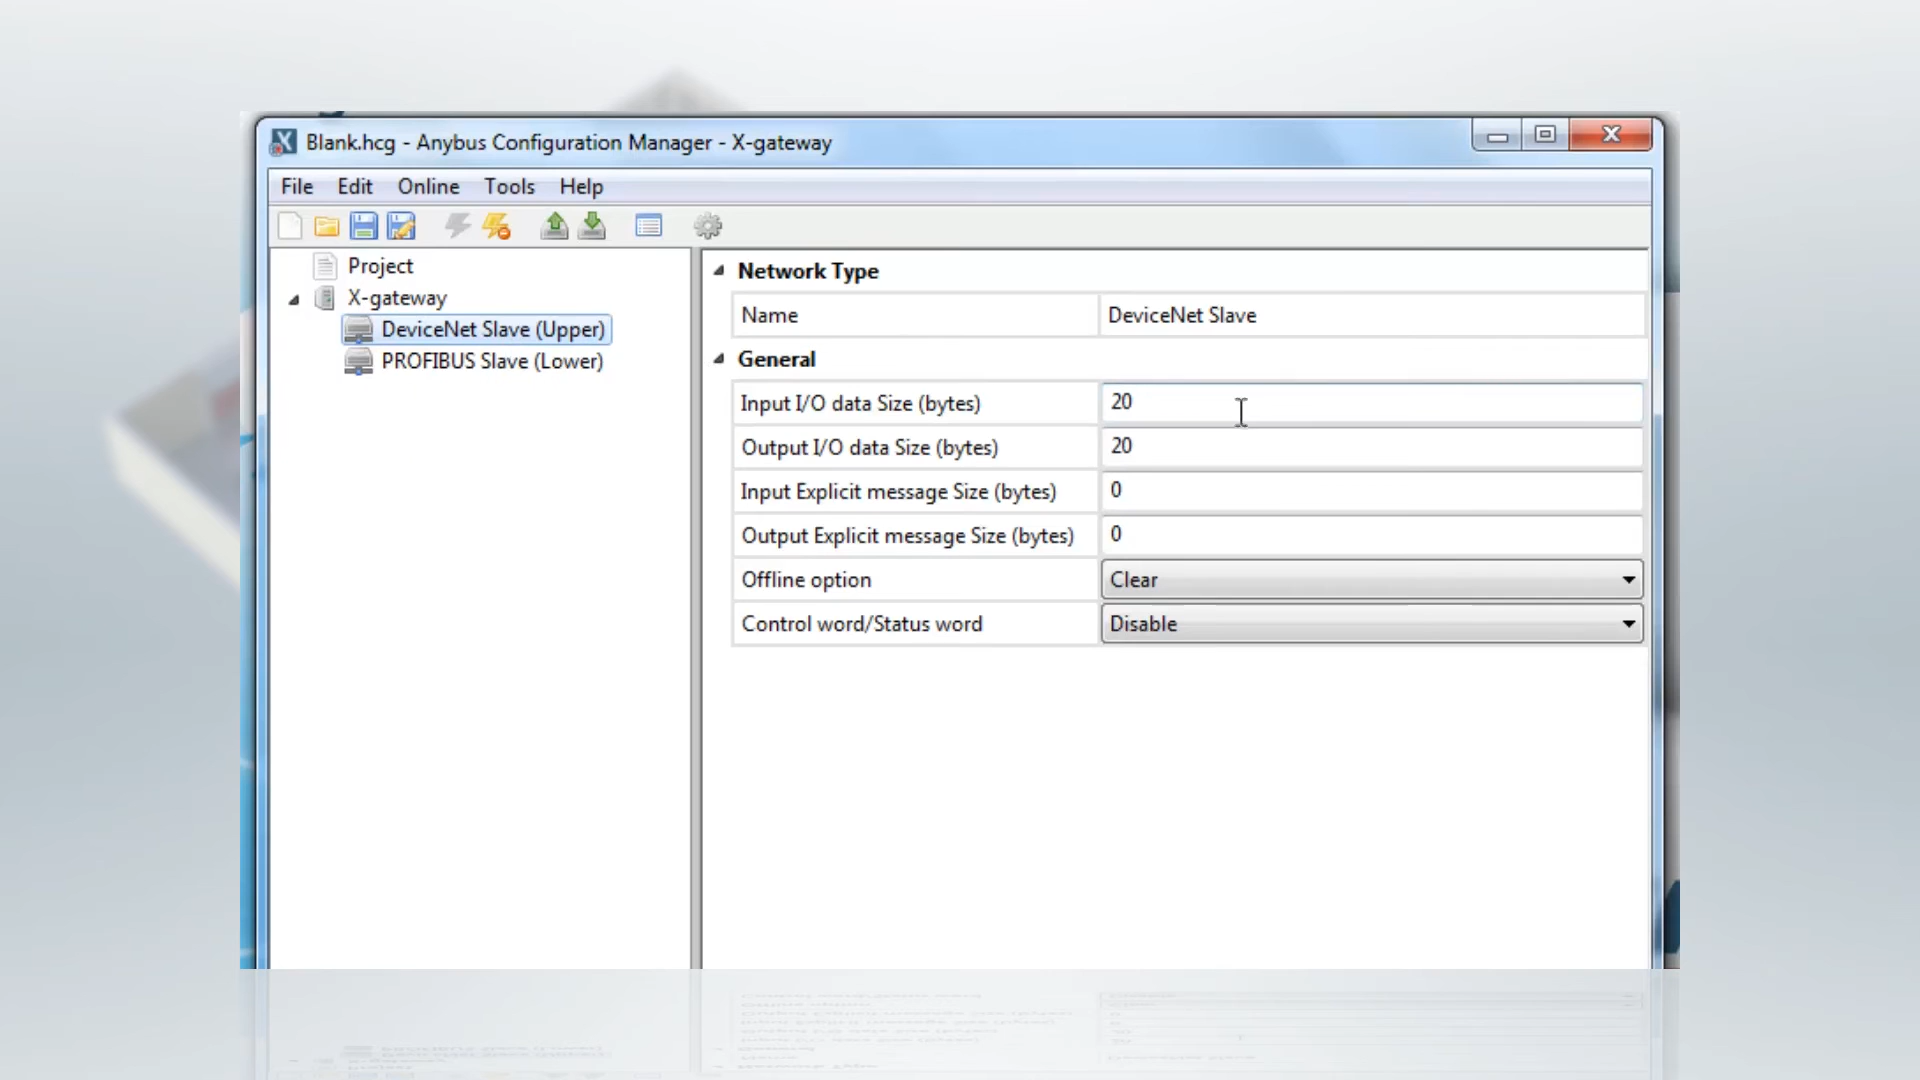 Blank.hcg - Anybus Configuration Manager - X-gateway
File Edit Online Tools Help
Project
X-gateway
DeviceNet Slave (Upper)
PROFIBUS Slave (Lower)
Network Type
Name DeviceNet Slave
General
Input I/O data Size (bytes) 20
Output I/O data Size (bytes) 20
Input Explicit message Size (bytes) 0
Output Explicit message Size (bytes) 0
Offline option Clear
Control word/Status word Disable